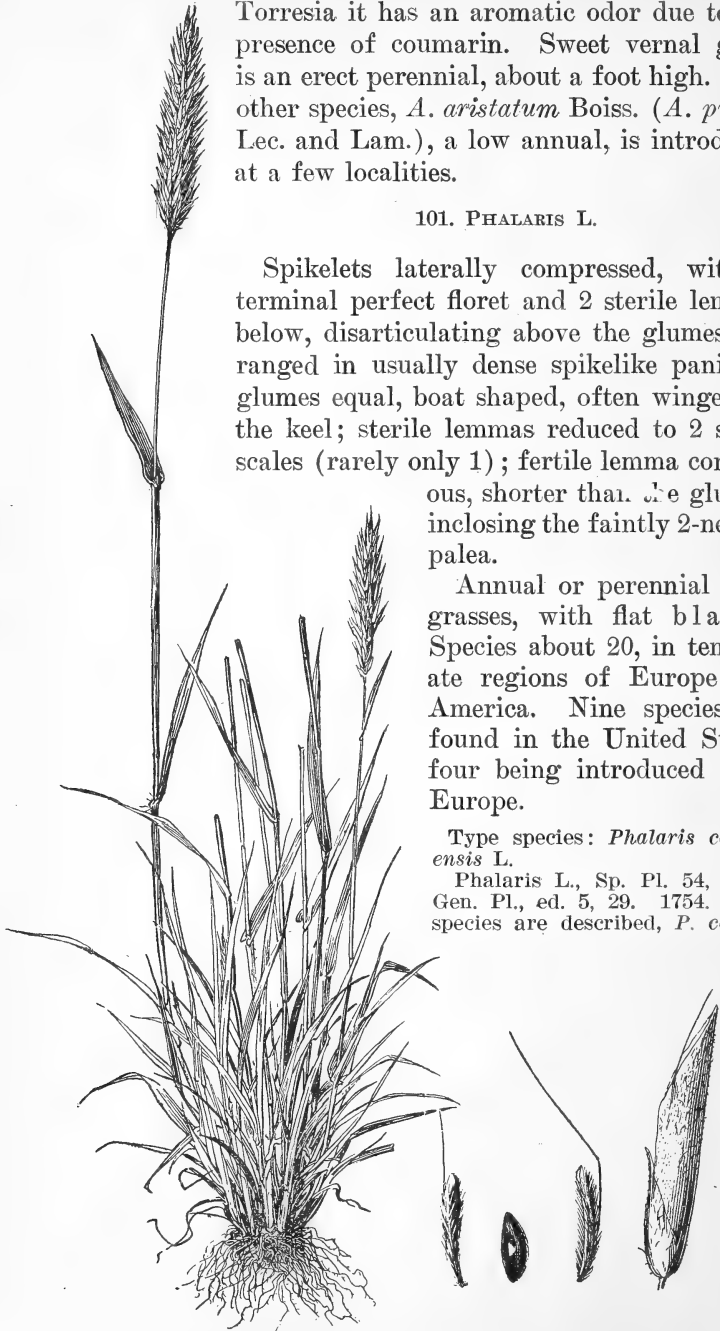 Torresia it has an aromatic odor due to
presence of coumarin. Sweet vernal g
is an erect perennial, about a foot high.
other species, A. aristatum Boiss. (A. p
Lec. and Lam.), a low annual, is introd
at a few localities.
101. Phalaris L.
Spikelets laterally compressed, wit
terminal perfect floret and 2 sterile lem
below, disarticulating above the glumes
ranged in usually dense spikelike pani
glumes equal, boat shaped, often winge
the keel; sterile lemmas reduced to 2 s
scales (rarely only 1); fertile lemma cor
ous, shorter than the glu
inclosing the faintly 2-ne
palea.
Annual or perennial
grasses, with flat bla
Species about 20, in tem
ate regions of Europe
America. Nine species
found in the United St
four being introduced
Europe.
Type species: Phalaris c
ensis L.
Phalaris L., Sp. Pl. 54,
Gen. Pl., ed. 5, 29. 1754.
species are described, P. c